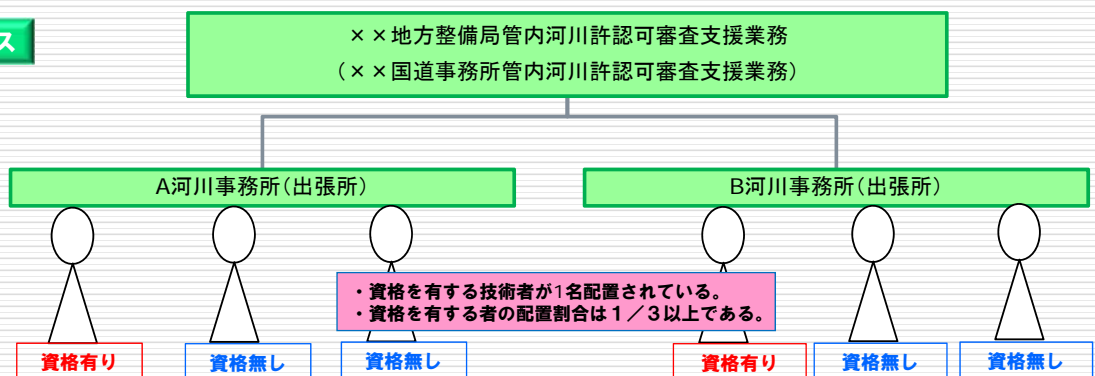 ス
××地方整備局管内河川許認可審査支援業務
(××国道事務所管内河川許認可審査支援業務)
A河川事務所(出張所)
B河川事務所(出張所)
・資格を有する技術者が1名配置されている。
・資格を有する者の配置割合は1/3以上である。
資格有り
資格無し
資格無し
資格有り
資格無し
資格無し